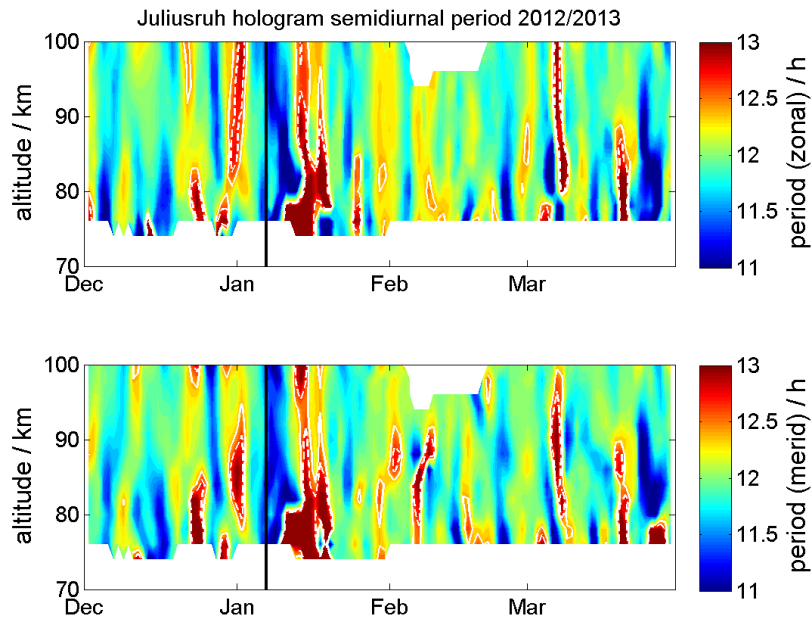 Juliusruh hologram semidiurnal period 2012/2013
altitude / km
100
90
80
70
Dec
Jan
Feb
Mar
13
12.5
12
11.5
11
period (zonal) / h
altitude / km
100
90
80
70
Dec
Jan
Feb
Mar
13
12.5
12
11.5
11
period (merid) / h